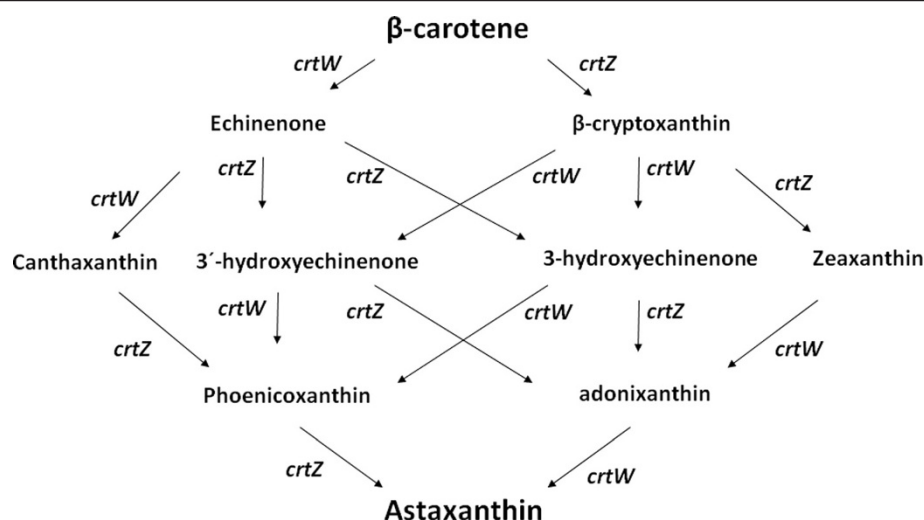 β-carotene
crtW crtZ
Echinenone β-cryptoxanthin
crtW crtZ crtZ crtW crtW crtZ
Canthaxanthin 3´-hydroxyechinenone 3-hydroxyechinenone Zeaxanthin
crtZ crtW crtZ crtW crtZ crtW
Phoenicoxanthin adonixanthin
crtZ crtW
Astaxanthin